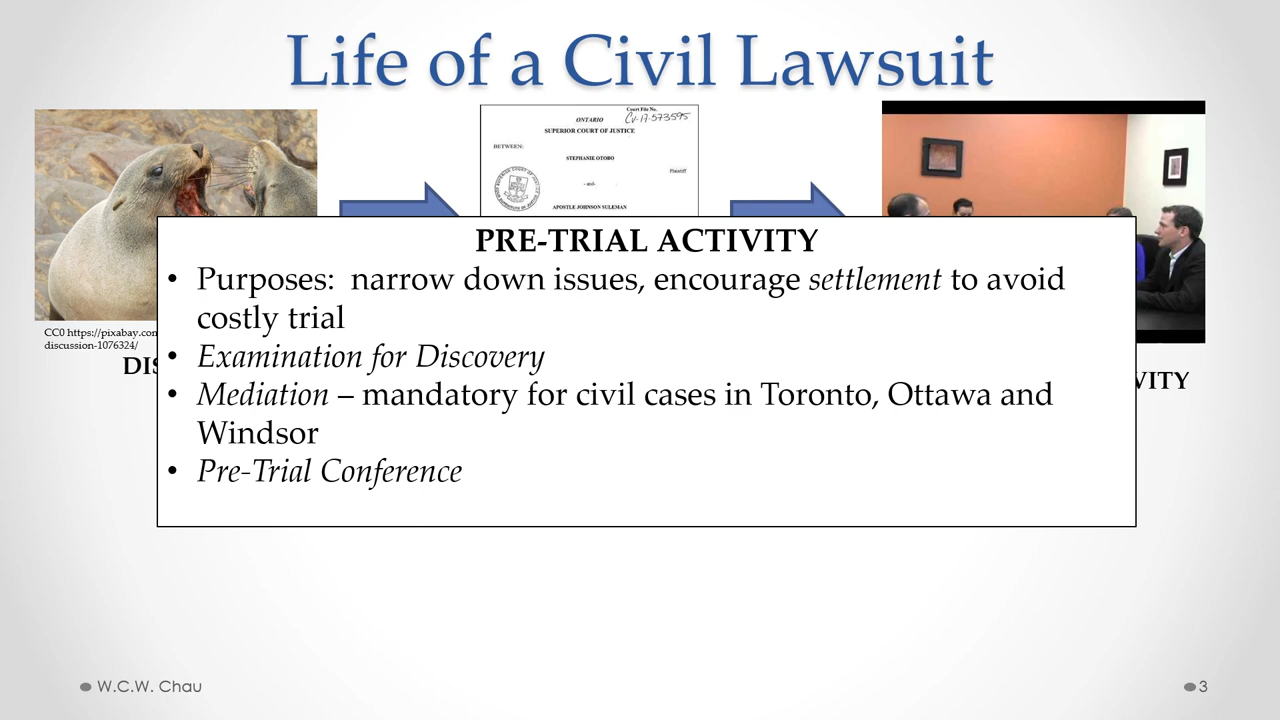 Life of a Civil Lawsuit
Court File No.
CV-17-573595
ONTARIO
SUPERIOR COURT OF JUSTICE
BETWEEN:
STEPHANIE OTOBO
Plaintiff
- and-
APOSTLE JOHNSON SULEMAN
CC0 https://pixabay.com
discussion-1076324/
DIS
VITY
PRE-TRIAL ACTIVITY
• Purposes:  narrow down issues, encourage settlement to avoid
costly trial
• Examination for Discovery
• Mediation – mandatory for civil cases in Toronto, Ottawa and
Windsor
• Pre-Trial Conference
W.C.W. Chau
3